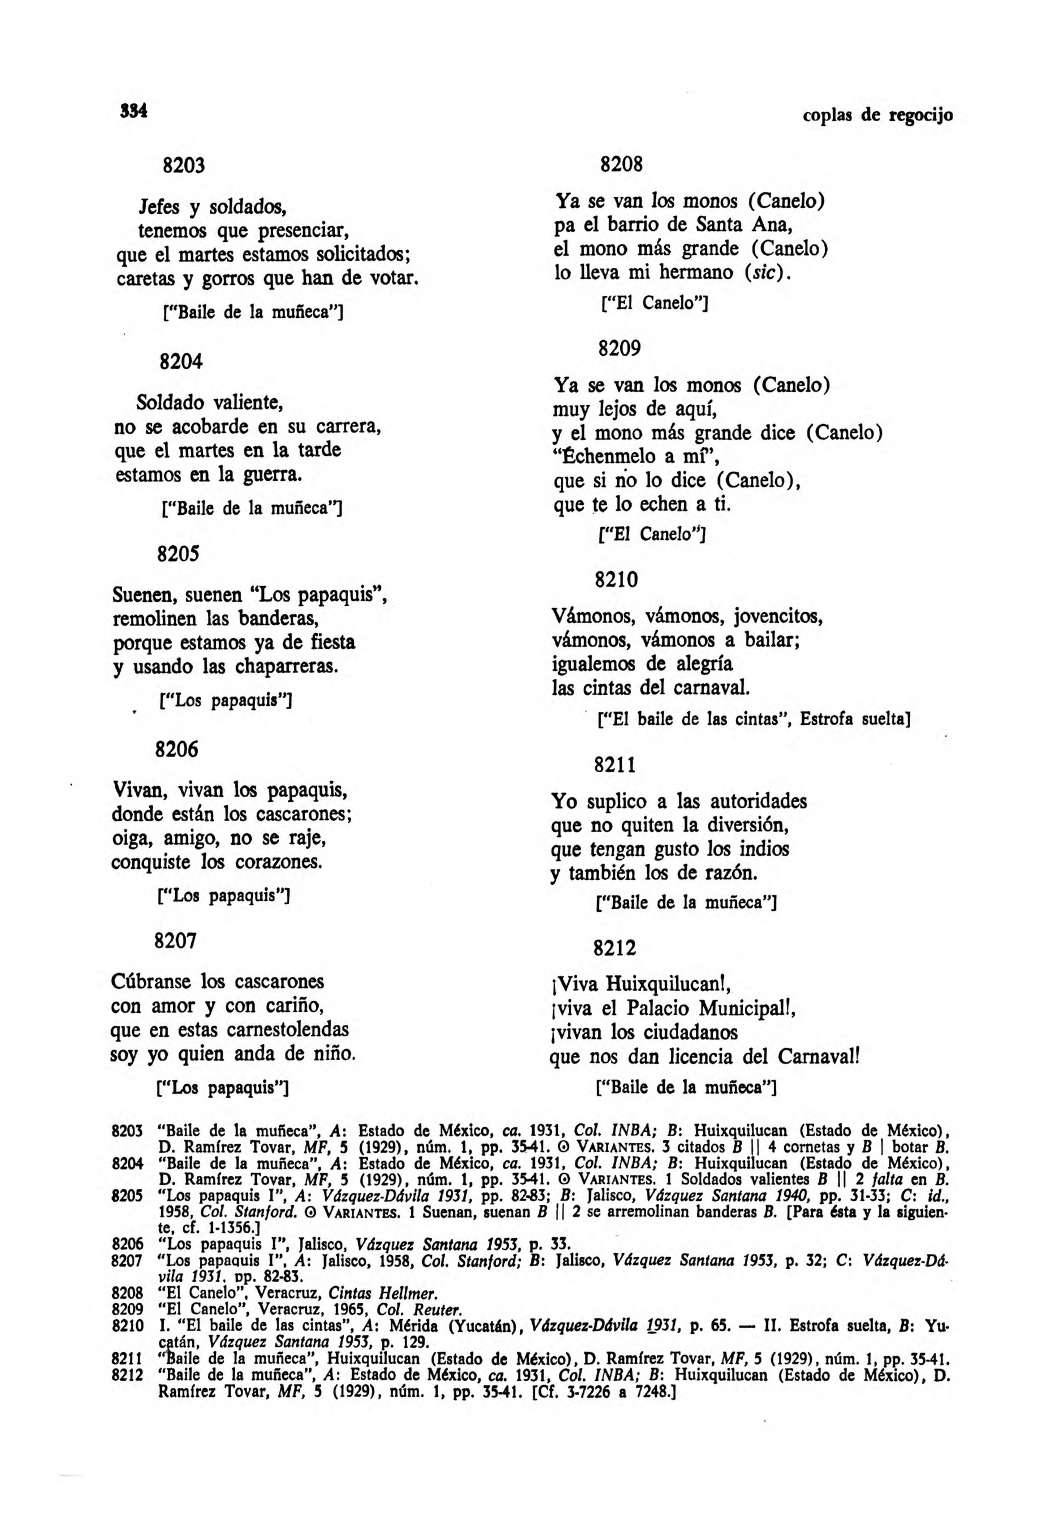 334
coplas de regocijo
8203
Jefes y soldados,
tenemos que presenciar,
que el martes estamos solicitados;
caretas y gorros que han de votar.
["Baile de la muñeca"]
8204
Soldado valiente,
no se acobarde en su carrera,
que el martes en la tarde
estamos en la guerra.
["Baile de la muñeca"]
8205
Suenen, suenen "Los papaquis",
remolinen las banderas,
porque estamos ya de fiesta
y usando las chaparreras.
["Los papaquis"]
8206
Vivan, vivan los papaquis,
donde están los cascarones;
oiga, amigo, no se raje,
conquiste los corazones.
["Los papaquis"]
8207
Cúbranse los cascarones
con amor y con cariño,
que en estas carnestolendas
soy yo quien anda de niño.
["Los papaquis"]
8208
Ya se van los monos (Canelo)
pa el barrio de Santa Ana,
el mono más grande (Canelo)
lo lleva mi hermano (sic).
["El Canelo"]
8209
Ya se van los monos (Canelo)
muy lejos de aquí,
y el mono más grande dice (Canelo)
"Échenmelo a mí",
que si no lo dice (Canelo),
que te lo echen a ti.
["El Canelo"]
8210
Vámonos, vámonos, jovencitos,
vámonos, vámonos a bailar;
igualemos de alegría
las cintas del carnaval.
["El baile de las cintas", Estrofa suelta]
8211
Yo suplico a las autoridades
que no quiten la diversión,
que tengan gusto los indios
y también los de razón.
["Baile de la muñeca"]
8212
¡Viva Huixquilucan!,
¡viva el Palacio Municipal!,
¡vivan los ciudadanos
que nos dan licencia del Carnaval!
["Baile de la muñeca"]
8203 "Baile de la muñeca", A: Estado de México, ca. 1931, Col. INBA; B: Huixquilucan (Estado de México),
D. Ramírez Tovar, MF, 5 (1929), núm. 1, pp. 35-41. ⊙ VARIANTES. 3 citados B || 4 cornetas y B | botar B.
8204 "Baile de la muñeca", A: Estado de México, ca. 1931, Col. INBA; B: Huixquilucan (Estado de México),
D. Ramírez Tovar, MF, 5 (1929), núm. 1, pp. 35-41. ⊙ VARIANTES. 1 Soldados valientes B || 2 falta en B.
8205 "Los papaquis I", A: Vázquez-Dávila 1931, pp. 82-83; B: Jalisco, Vázquez Santana 1940, pp. 31-33; C: id.,
1958, Col. Stanford. ⊙ VARIANTES. 1 Suenan, suenan B || 2 se arremolinan banderas B. [Para ésta y la siguien-
te, cf. 1-1356.]
8206 "Los papaquis I", Jalisco, Vázquez Santana 1953, p. 33.
8207 "Los papaquis I", A: Jalisco, 1958, Col. Stanford; B: Jalisco, Vázquez Santana 1953, p. 32; C: Vázquez-Dá-
vila 1931, pp. 82-83.
8208 "El Canelo", Veracruz, Cintas Hellmer.
8209 "El Canelo", Veracruz, 1965, Col. Reuter.
8210 I. "El baile de las cintas", A: Mérida (Yucatán), Vázquez-Dávila 1931, p. 65. — II. Estrofa suelta, B: Yu-
catán, Vázquez Santana 1953, p. 129.
8211 "Baile de la muñeca", Huixquilucan (Estado de México), D. Ramírez Tovar, MF, 5 (1929), núm. 1, pp. 35-41.
8212 "Baile de la muñeca", A: Estado de México, ca. 1931, Col. INBA; B: Huixquilucan (Estado de México), D.
Ramírez Tovar, MF, 5 (1929), núm. 1, pp. 35-41. [Cf. 3-7226 a 7248.]